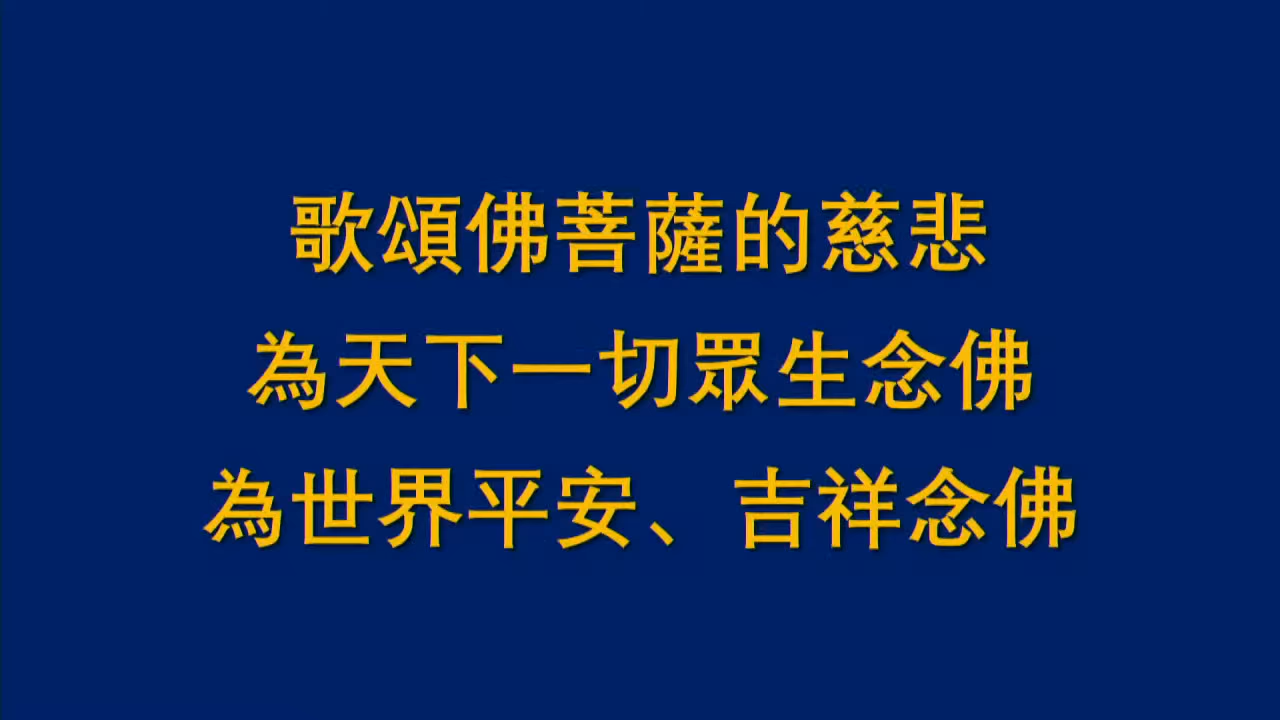 歌頌佛菩薩的慈悲
為天下一切眾生念佛
為世界平安、吉祥念佛